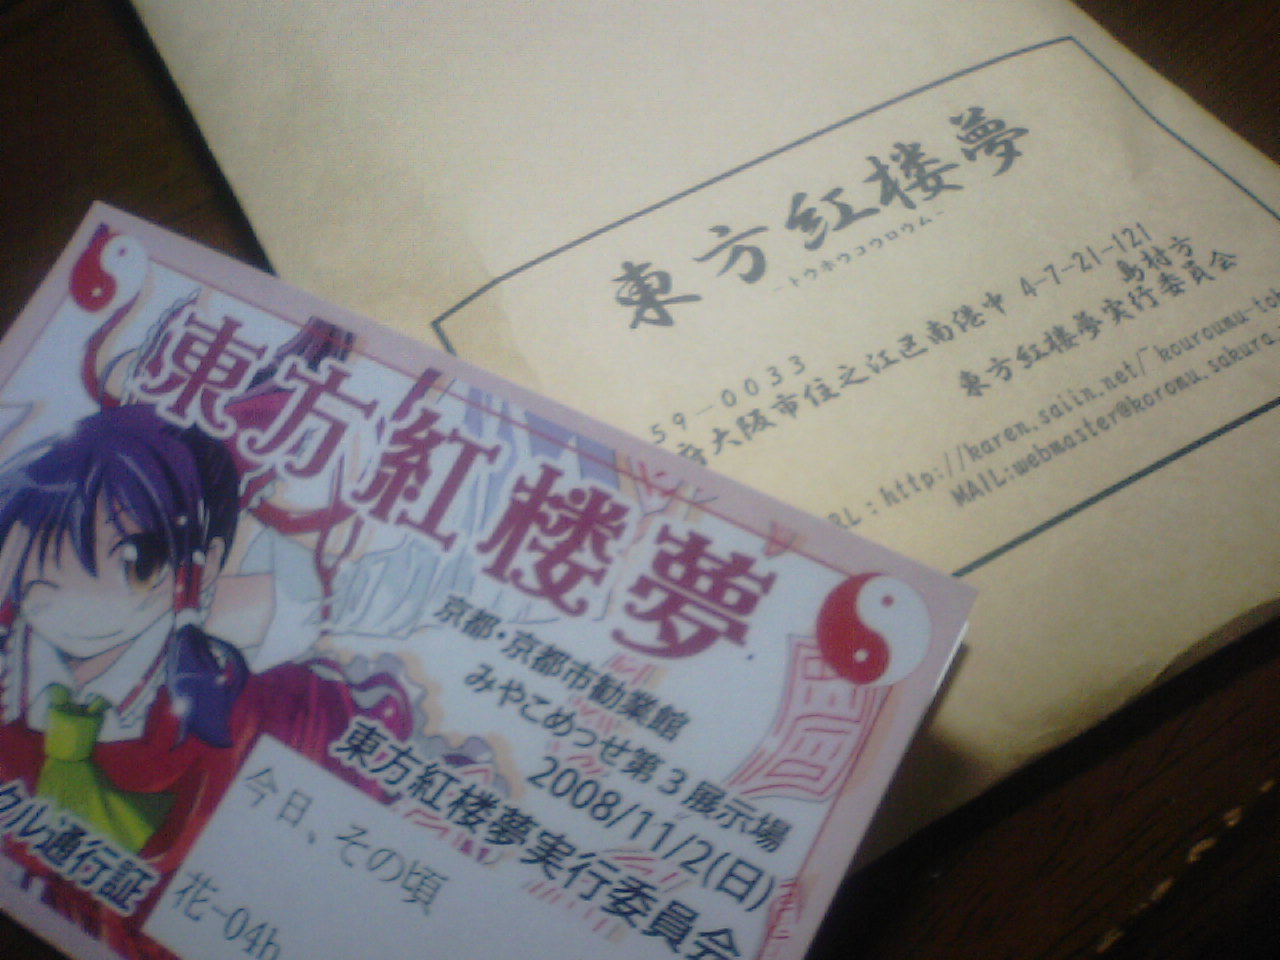 東方紅楼夢
－トウホウコウロウム－
59-0033
府大阪市住之江区南港中 4-7-21-121
島村方
東方紅楼夢実行委員会
RL:http://karen.saiin.net/~kouroumu-toh
MAIL:webmaster@koromu.sakura.
東方紅楼夢
京都・京都市勧業館
みやこめっせ第3展示場
2008/11/2(日)
東方紅楼夢実行委員会
クル通行証
今日、その頃
花-04b